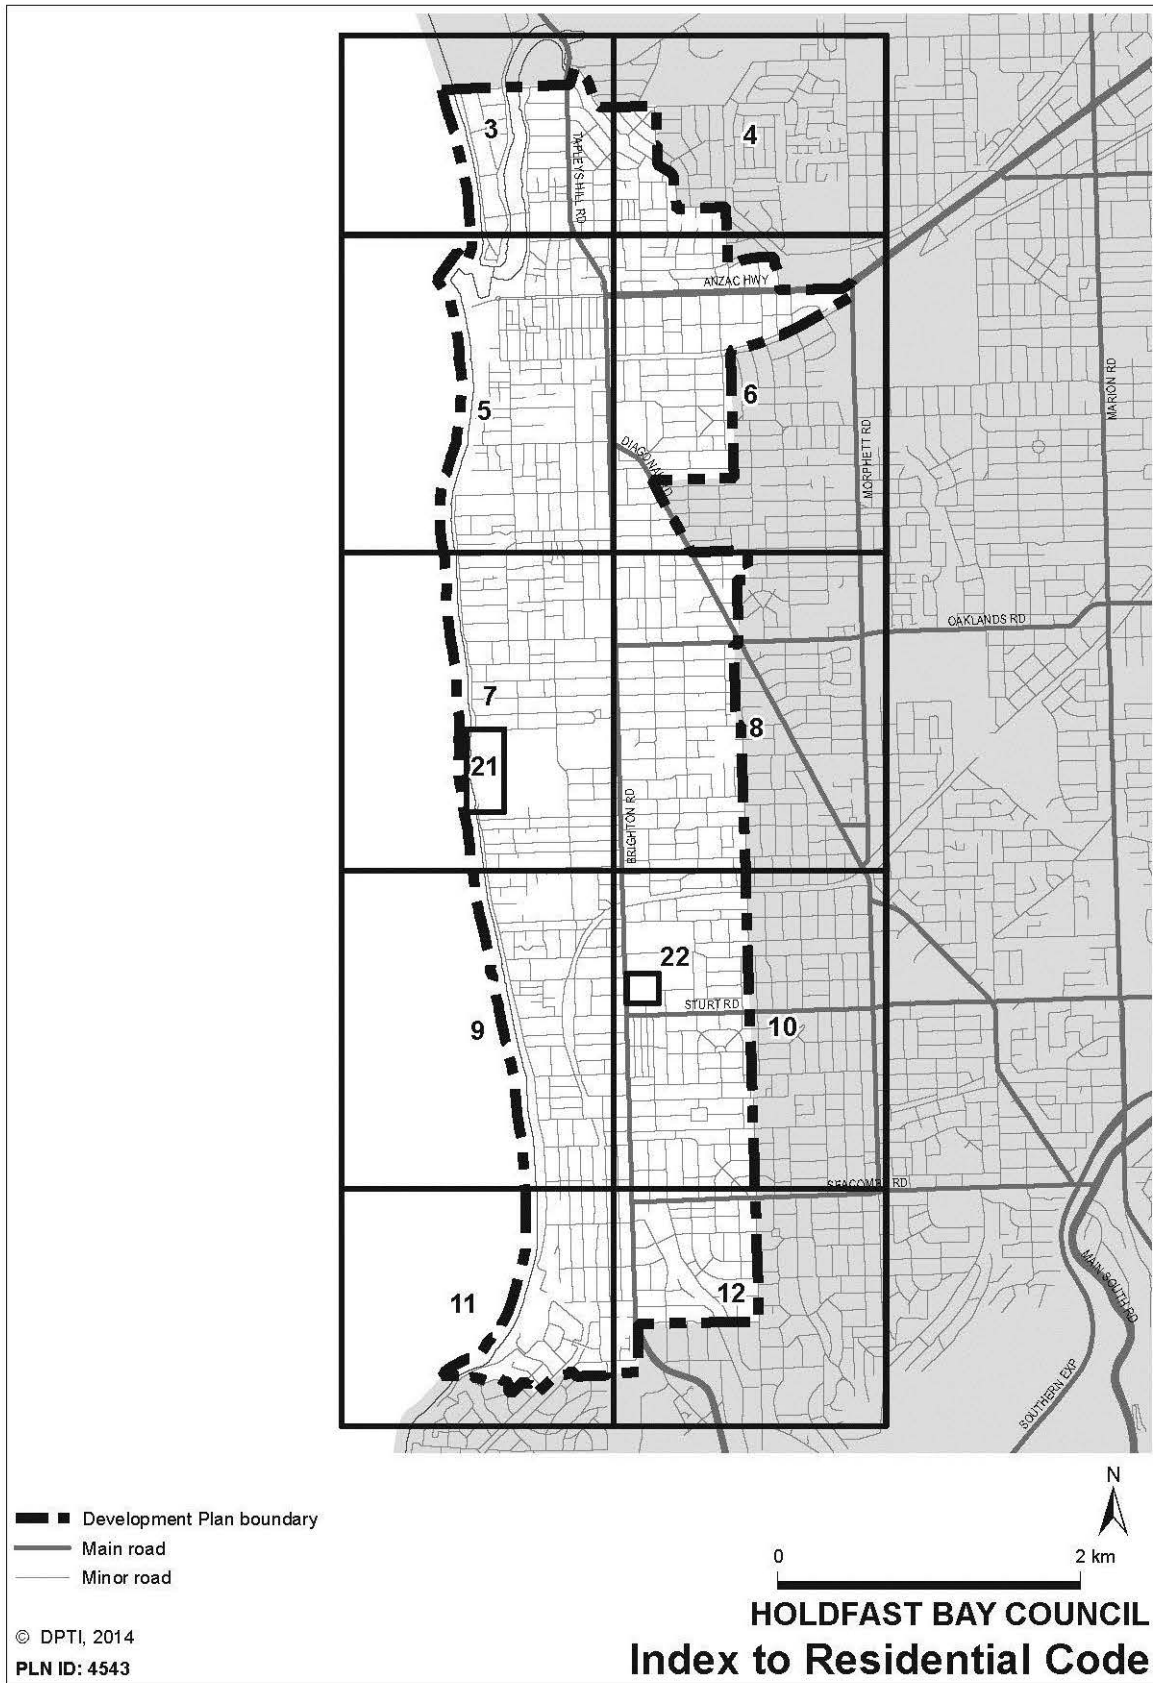 3
4
TAPLEYS HILL RD
ANZAC HWY
5
6
MARION RD
DIAGONAL RD
MORPHETT RD
OAKLANDS RD
7
8
21
BRIGHTON RD
22
STURT RD
9
10
SEACOMBE RD
11
12
MAIN SOUTH RD
SOUTHERN EXP
N
Development Plan boundary
Main road
Minor road
0 2 km
HOLDFAST BAY COUNCIL
Index to Residential Code
© DPTI, 2014
PLN ID: 4543